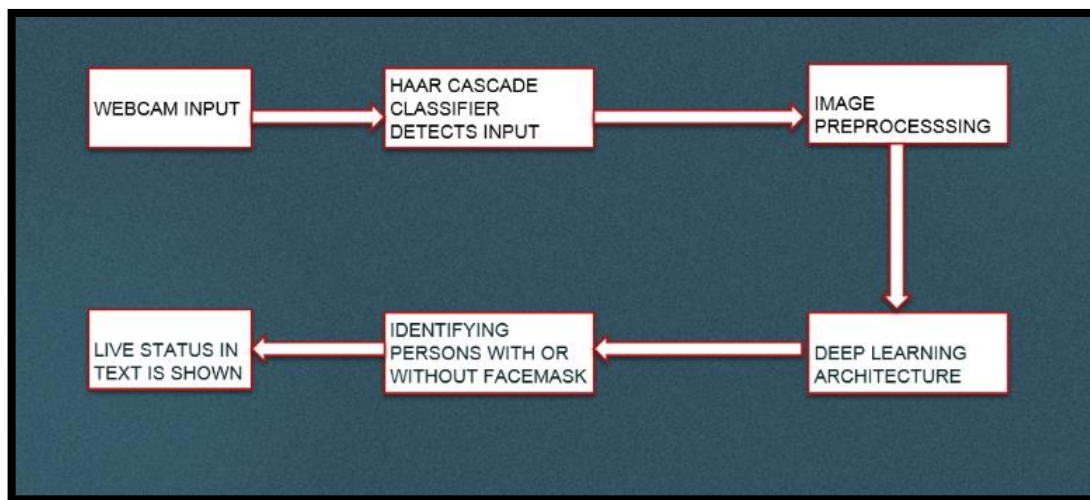 WEBCAM INPUT
HAAR CASCADE
CLASSIFIER
DETECTS INPUT
IMAGE
PREPROCESSSING
DEEP LEARNING
ARCHITECTURE
IDENTIFYING
PERSONS WITH OR
WITHOUT FACEMASK
LIVE STATUS IN
TEXT IS SHOWN